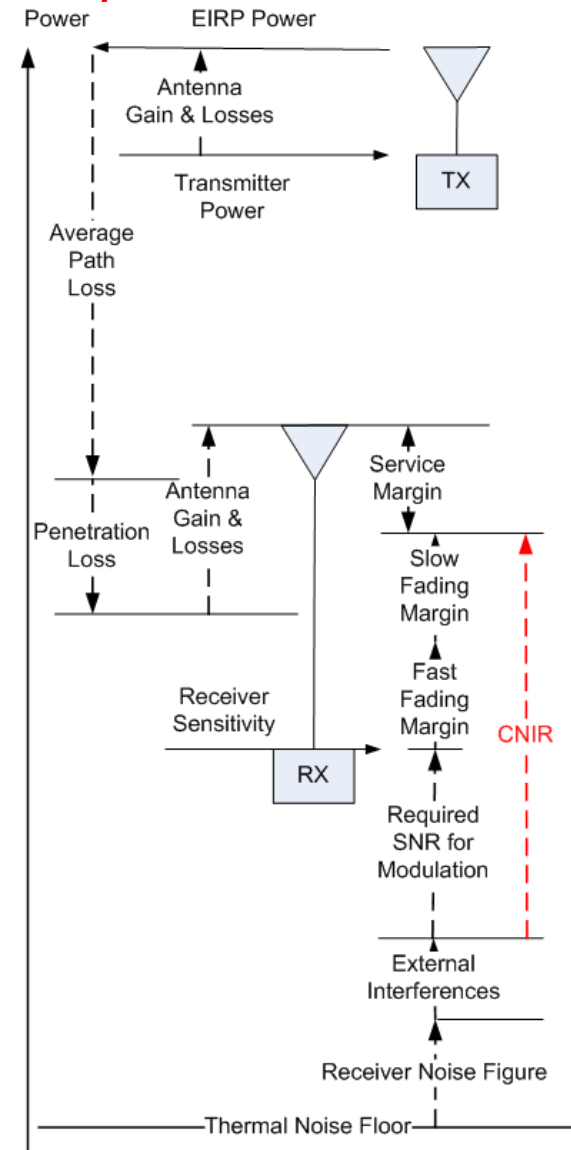 Power
EIRP Power
Antenna
Gain & Losses
Transmitter
Power
TX
Average
Path
Loss
Service
Margin
Antenna
Gain &
Losses
Penetration
Loss
Slow
Fading
Margin
Fast
Fading
Margin
CNIR
Receiver
Sensitivity
RX
Required
SNR for
Modulation
External
Interferences
Receiver Noise Figure
Thermal Noise Floor